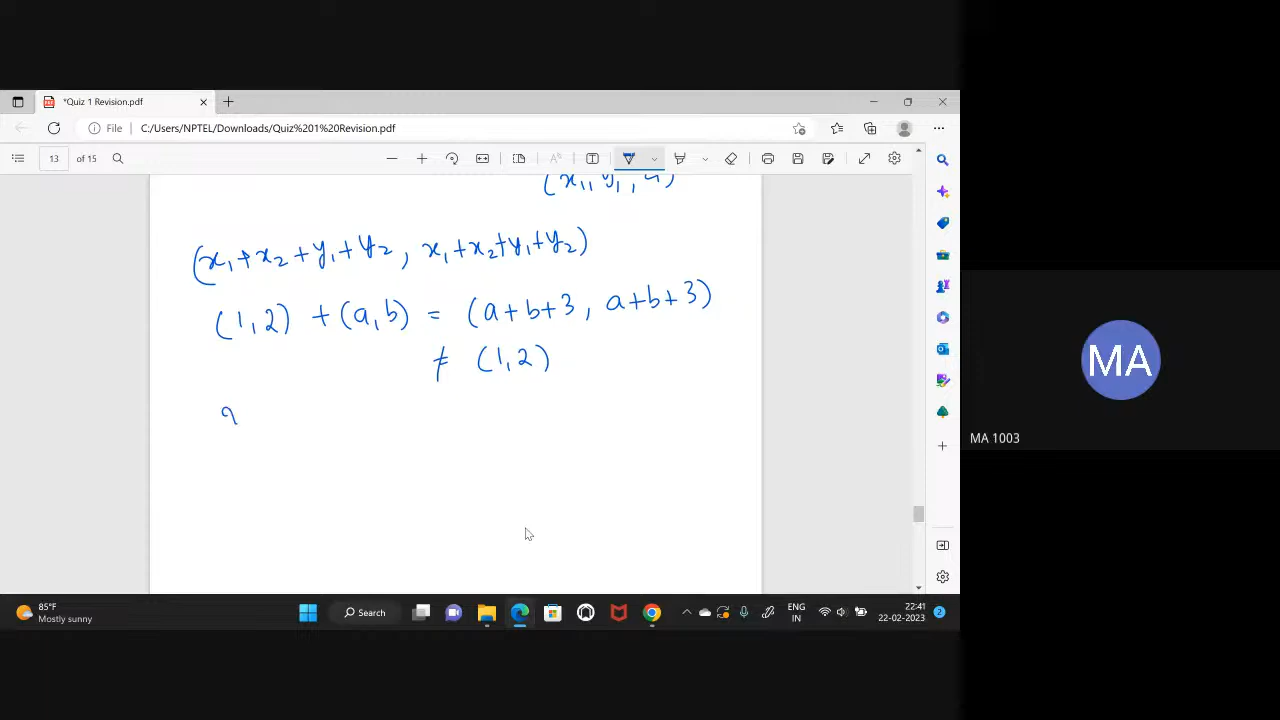 *Quiz 1 Revision.pdf
File C:/Users/NPTEL/Downloads/Quiz%201%20Revision.pdf
13 of 15
(x₁+x₂+y₁+y₂, x₁+x₂+y₁+y₂)
(1,2) + (a,b) = (a+b+3, a+b+3)
≠ (1,2)
MA
MA 1003
85°F
Mostly sunny
Search
ENG
IN
22:41
22-02-2023
2